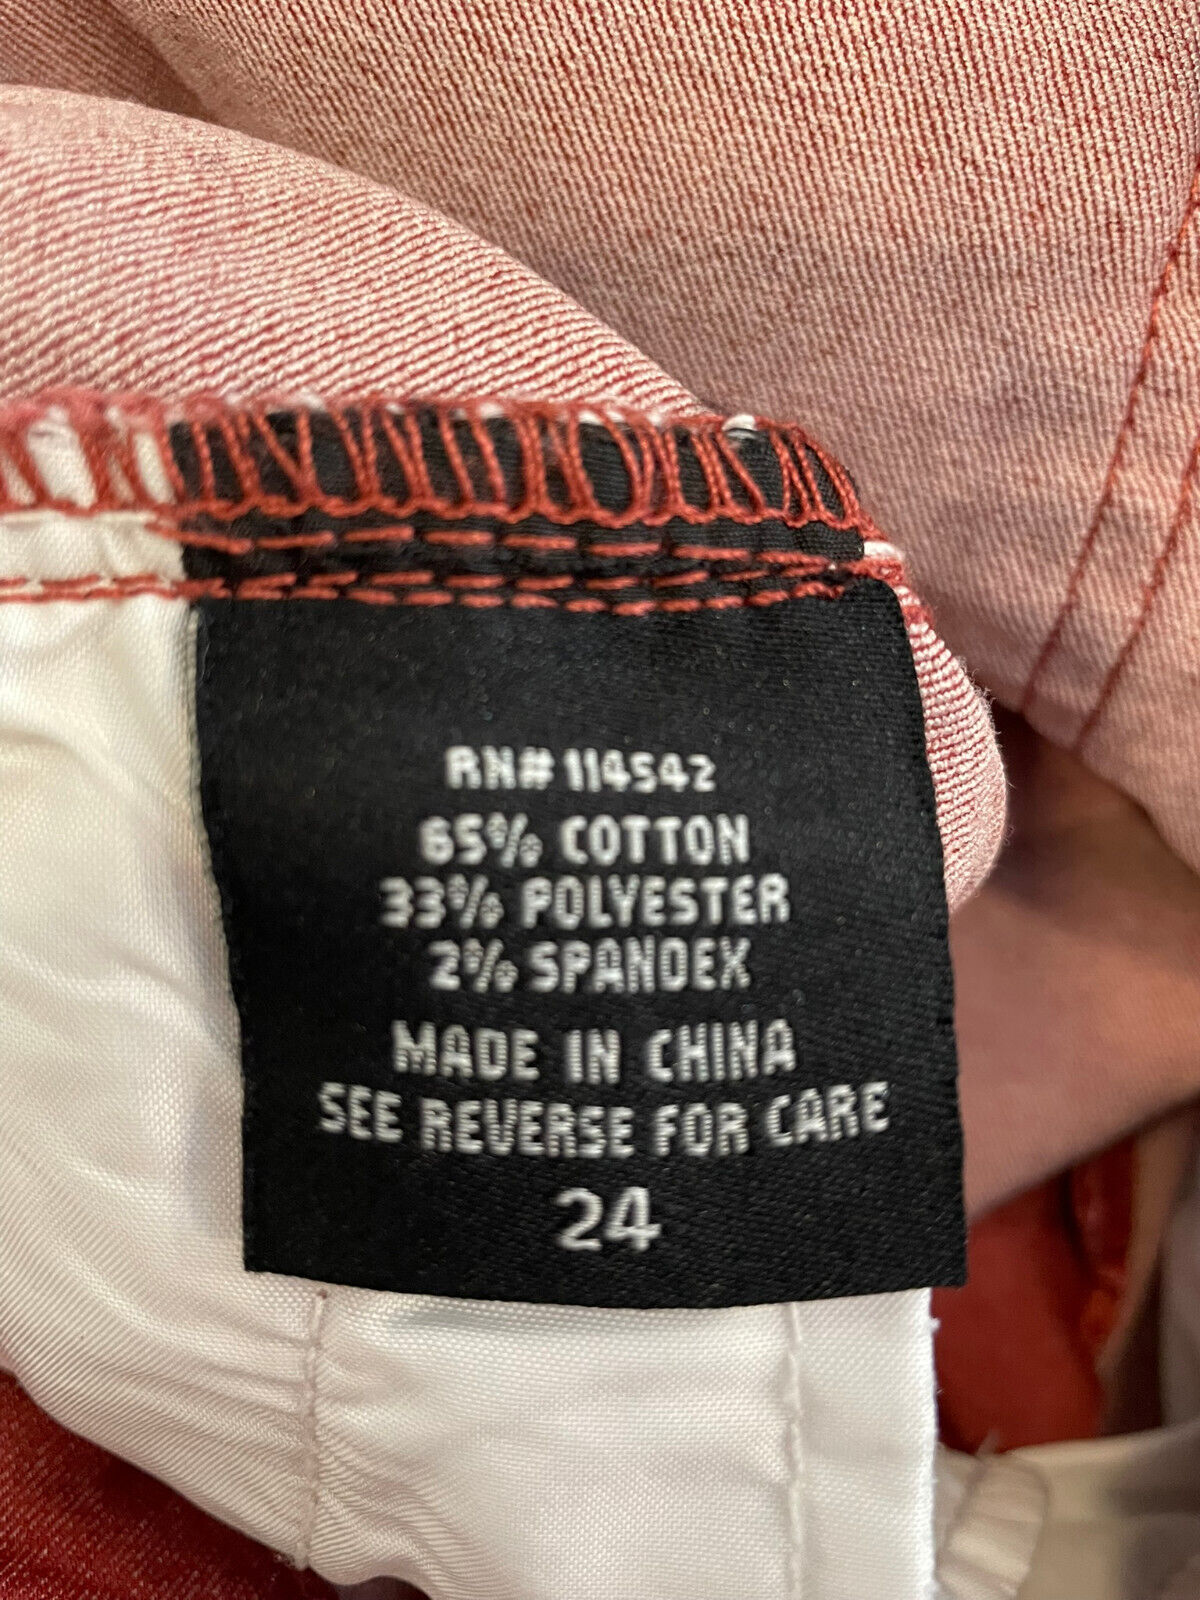 RN# 114542
65% COTTON
33% POLYESTER
2% SPANDEX
MADE IN CHINA
SEE REVERSE FOR CARE
24